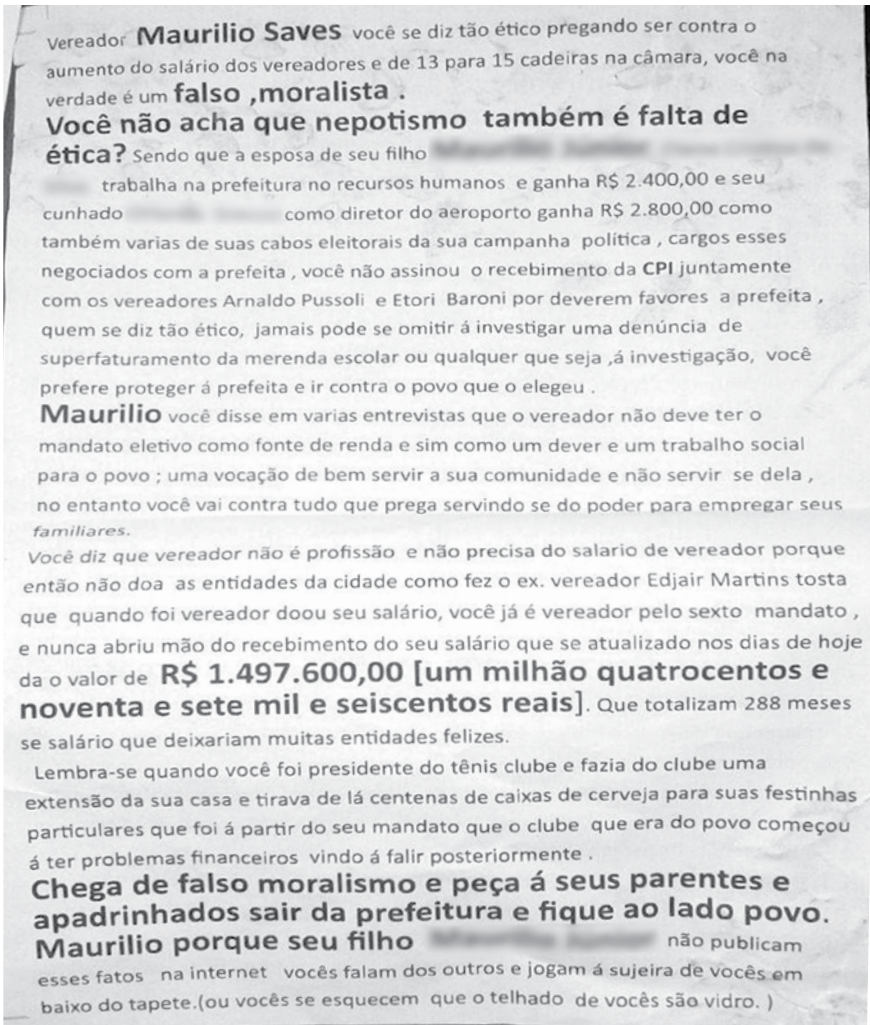 Vereador Maurilio Saves você se diz tão ético pregando ser contra o
aumento do salário dos vereadores e de 13 para 15 cadeiras na câmara, você na
verdade é um falso ,moralista .
Você não acha que nepotismo também é falta de
ética? Sendo que a esposa de seu filho
trabalha na prefeitura no recursos humanos e ganha R$ 2.400,00 e seu
cunhado como diretor do aeroporto ganha R$ 2.800,00 como
também varias de suas cabos eleitorais da sua campanha política , cargos esses
negociados com a prefeita , você não assinou o recebimento da CPI juntamente
com os vereadores Arnaldo Pussoli e Etori Baroni por deverem favores a prefeita ,
quem se diz tão ético, jamais pode se omitir á investigar uma denúncia de
superfaturamento da merenda escolar ou qualquer que seja ,á investigação, você
prefere proteger á prefeita e ir contra o povo que o elegeu .
Maurilio você disse em varias entrevistas que o vereador não deve ter o
mandato eletivo como fonte de renda e sim como um dever e um trabalho social
para o povo ; uma vocação de bem servir a sua comunidade e não servir se dela ,
no entanto você vai contra tudo que prega servindo se do poder para empregar seus
familiares.
Você diz que vereador não é profissão e não precisa do salario de vereador porque
então não doa as entidades da cidade como fez o ex. vereador Edjair Martins tosta
que quando foi vereador doou seu salário, você já é vereador pelo sexto mandato ,
e nunca abriu mão do recebimento do seu salário que se atualizado nos dias de hoje
da o valor de R$ 1.497.600,00 [um milhão quatrocentos e
noventa e sete mil e seiscentos reais]. Que totalizam 288 meses
se salário que deixariam muitas entidades felizes.
Lembra-se quando você foi presidente do tênis clube e fazia do clube uma
extensão da sua casa e tirava de lá centenas de caixas de cerveja para suas festinhas
particulares que foi á partir do seu mandato que o clube que era do povo começou
á ter problemas financeiros vindo á falir posteriormente .
Chega de falso moralismo e peça á seus parentes e
apadrinhados sair da prefeitura e fique ao lado povo.
Maurilio porque seu filho não publicam
esses fatos na internet vocês falam dos outros e jogam á sujeira de vocês em
baixo do tapete.(ou vocês se esquecem que o telhado de vocês são vidro. )